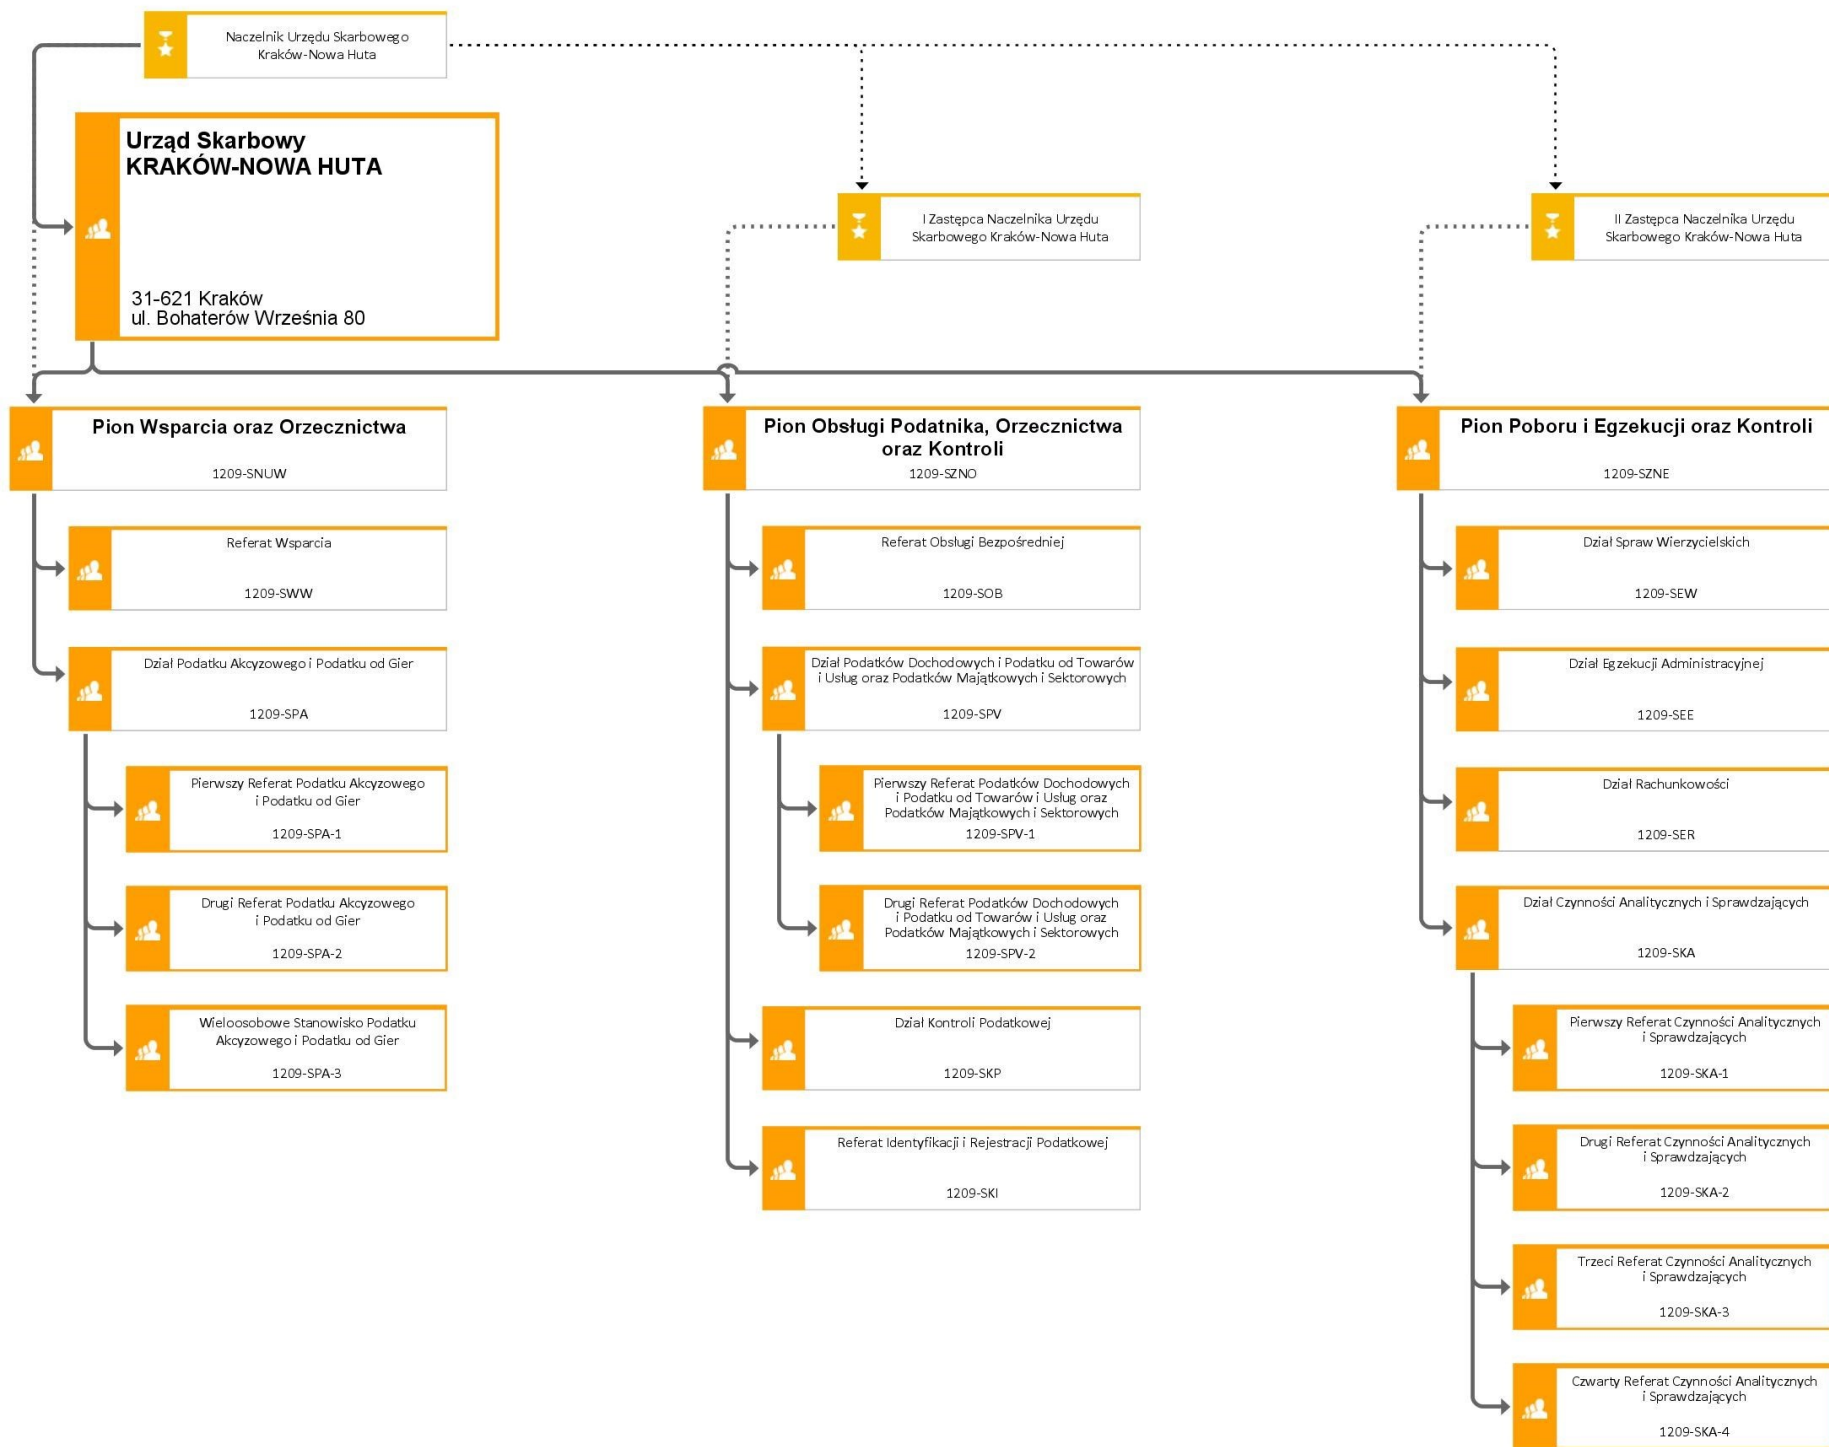 Naczelnik Urzędu Skarbowego
Kraków-Nowa Huta
Urząd Skarbowy
KRAKÓW-NOWA HUTA
31-621 Kraków
ul. Bohaterów Września 80
I Zastępca Naczelnika Urzędu
Skarbowego Kraków-Nowa Huta
II Zastępca Naczelnika Urzędu
Skarbowego Kraków-Nowa Huta
Pion Wsparcia oraz Orzecznictwa
1209-SNUW
Referat Wsparcia
1209-SWW
Dział Podatku Akcyzowego i Podatku od Gier
1209-SPA
Pierwszy Referat Podatku Akcyzowego
i Podatku od Gier
1209-SPA-1
Drugi Referat Podatku Akcyzowego
i Podatku od Gier
1209-SPA-2
Wieloosobowe Stanowisko Podatku
Akcyzowego i Podatku od Gier
1209-SPA-3
Pion Obsługi Podatnika, Orzecznictwa
oraz Kontroli
1209-SZNO
Referat Obsługi Bezpośredniej
1209-SOB
Dział Podatków Dochodowych i Podatku od Towarów
i Usług oraz Podatków Majątkowych i Sektorowych
1209-SPV
Pierwszy Referat Podatków Dochodowych
i Podatku od Towarów i Usług oraz
Podatków Majątkowych i Sektorowych
1209-SPV-1
Drugi Referat Podatków Dochodowych
i Podatku od Towarów i Usług oraz
Podatków Majątkowych i Sektorowych
1209-SPV-2
Dział Kontroli Podatkowej
1209-SKP
Referat Identyfikacji i Rejestracji Podatkowej
1209-SKI
Pion Poboru i Egzekucji oraz Kontroli
1209-SZNE
Dział Spraw Wierzycielskich
1209-SEW
Dział Egzekucji Administracyjnej
1209-SEE
Dział Rachunkowości
1209-SER
Dział Czynności Analitycznych i Sprawdzających
1209-SKA
Pierwszy Referat Czynności Analitycznych
i Sprawdzających
1209-SKA-1
Drugi Referat Czynności Analitycznych
i Sprawdzających
1209-SKA-2
Trzeci Referat Czynności Analitycznych
i Sprawdzających
1209-SKA-3
Czwarty Referat Czynności Analitycznych
i Sprawdzających
1209-SKA-4